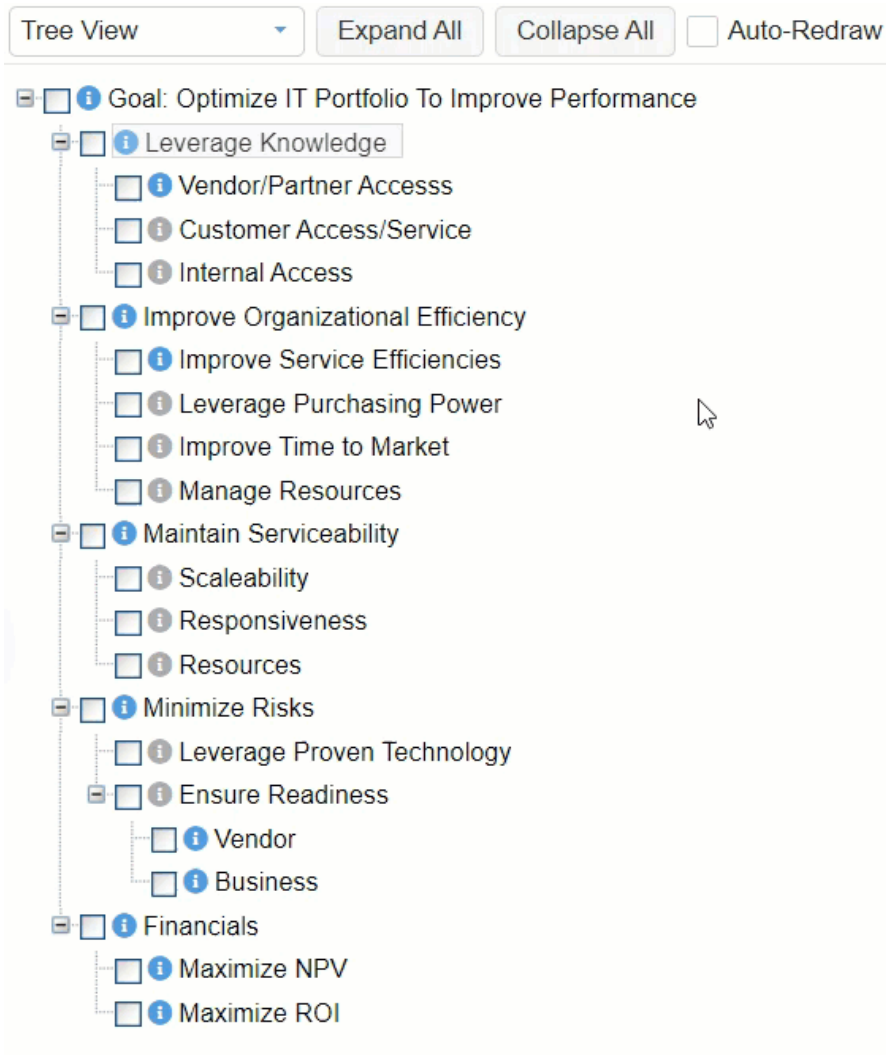 Tree View Expand All Collapse All Auto-Redraw
Goal: Optimize IT Portfolio To Improve Performance
Leverage Knowledge
Vendor/Partner Accesss
Customer Access/Service
Internal Access
Improve Organizational Efficiency
Improve Service Efficiencies
Leverage Purchasing Power
Improve Time to Market
Manage Resources
Maintain Serviceability
Scaleability
Responsiveness
Resources
Minimize Risks
Leverage Proven Technology
Ensure Readiness
Vendor
Business
Financials
Maximize NPV
Maximize ROI